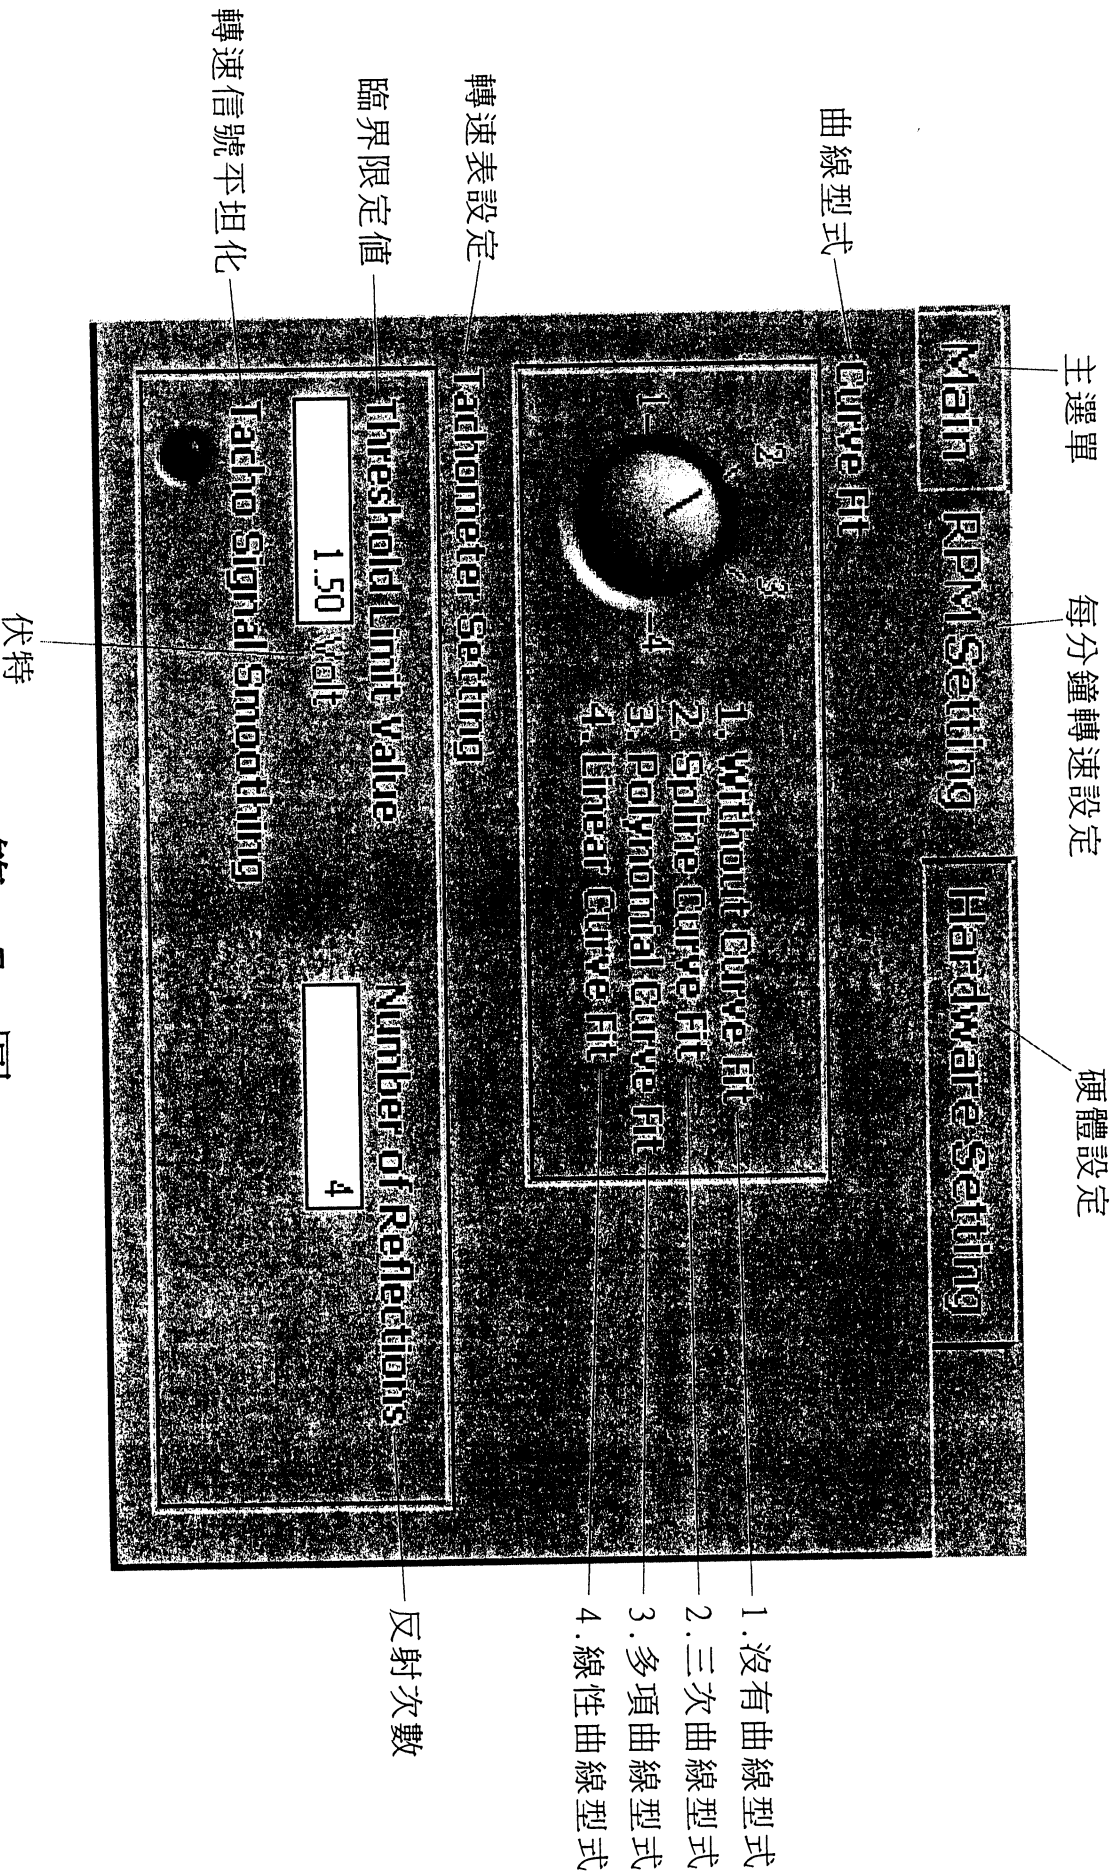 主選單
每分鐘轉速設定
硬體設定
Main
RPM Setting
Hardware Setting
曲線型式
Curve Fit
1
2
3
4
1. Without Curve Fit
2. Spline Curve Fit
3. Polynomial Curve Fit
4. Linear Curve Fit
1.沒有曲線型式
2.三次曲線型式
3.多項曲線型式
4.線性曲線型式
轉速表設定
Tachometer Setting
臨界限定值
Threshold Limit Value
1.50 Volt
Number of Reflections
4
反射次數
轉速信號平坦化
Tacho Signal Smoothing
伏特